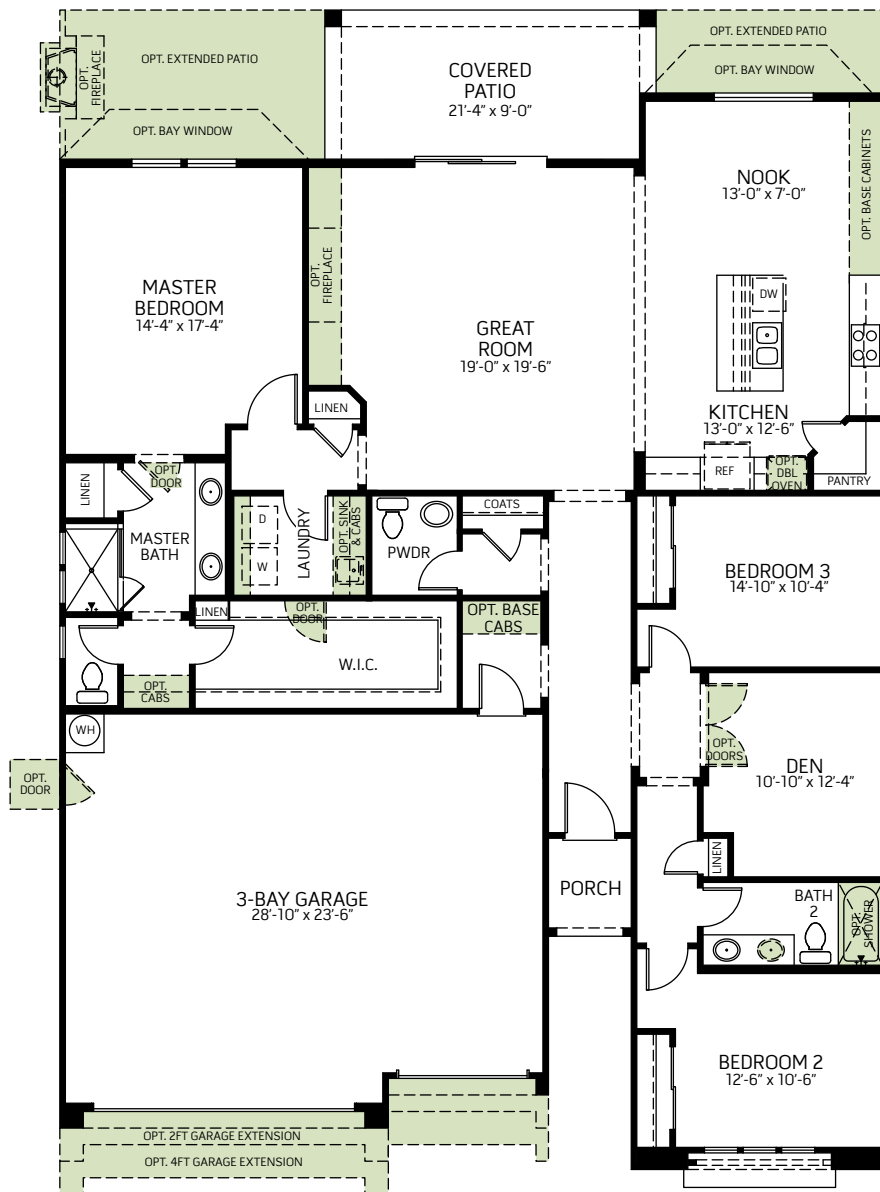 OPT. EXTENDED PATIO
OPT.
FIREPLACE
OPT. BAY WINDOW
COVERED
PATIO
21'-4" x 9'-0"
OPT. EXTENDED PATIO
OPT. BAY WINDOW
NOOK
13'-0" x 7'-0"
OPT. BASE CABINETS
MASTER
BEDROOM
14'-4" x 17'-4"
OPT.
FIREPLACE
GREAT
ROOM
19'-0" x 19'-6"
DW
KITCHEN
13'-0" x 12'-6"
REF
OPT.
DBL
OVEN
PANTRY
LINEN
LINEN
OPT.
DOOR
MASTER
BATH
D
W
LAUNDRY
OPT. SINK
& CABS
PWDR
COATS
BEDROOM 3
14'-10" x 10'-4"
LINEN
OPT.
DOOR
W.I.C.
OPT. BASE
CABS
OPT.
CABS
WH
OPT.
DOOR
OPT.
DOORS
DEN
10'-10" x 12'-4"
3-BAY GARAGE
28'-10" x 23'-6"
PORCH
LINEN
BATH
2
OPT.
SHOWER
BEDROOM 2
12'-6" x 10'-6"
OPT. 2FT GARAGE EXTENSION
OPT. 4FT GARAGE EXTENSION